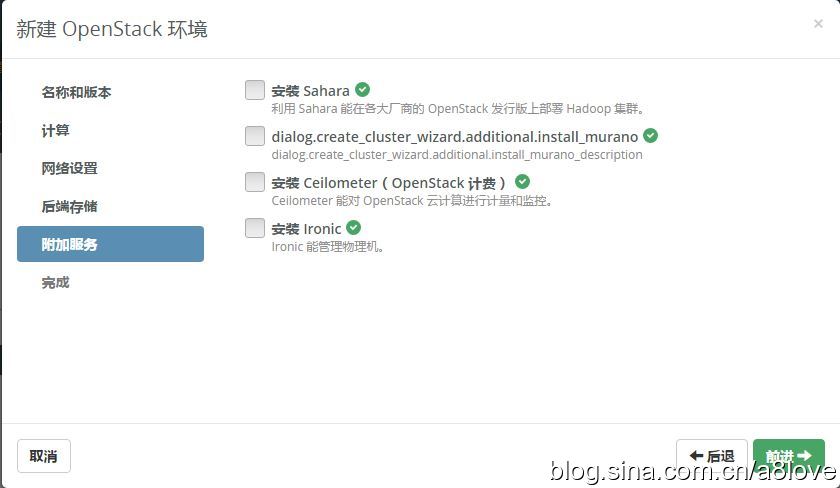 新建 OpenStack 环境
×
名称和版本
计算
网络设置
后端存储
附加服务
完成
安装 Sahara
利用 Sahara 能在各大厂商的 OpenStack 发行版上部署 Hadoop 集群。
dialog.create_cluster_wizard.additional.install_murano
dialog.create_cluster_wizard.additional.install_murano_description
安装 Ceilometer ( OpenStack 计费 )
Ceilometer 能对 OpenStack 云计算进行计量和监控。
安装 Ironic
Ironic 能管理物理机。
取消
后退
前进
blog.sina.com.cn/a8love